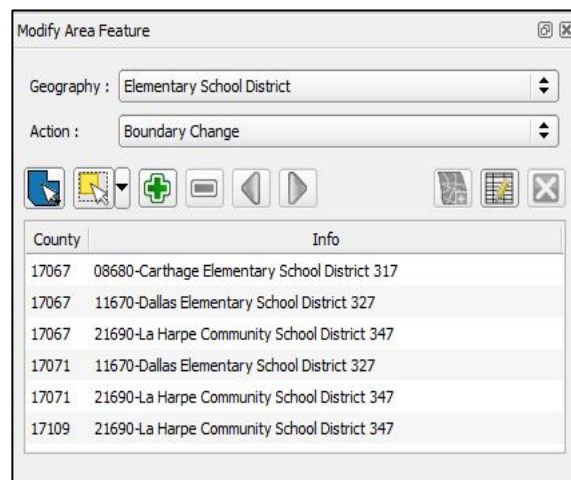 Modify Area Feature
Geography : Elementary School District
Action : Boundary Change
County Info
17067 08680-Carthage Elementary School District 317
17067 11670-Dallas Elementary School District 327
17067 21690-La Harpe Community School District 347
17071 11670-Dallas Elementary School District 327
17071 21690-La Harpe Community School District 347
17109 21690-La Harpe Community School District 347